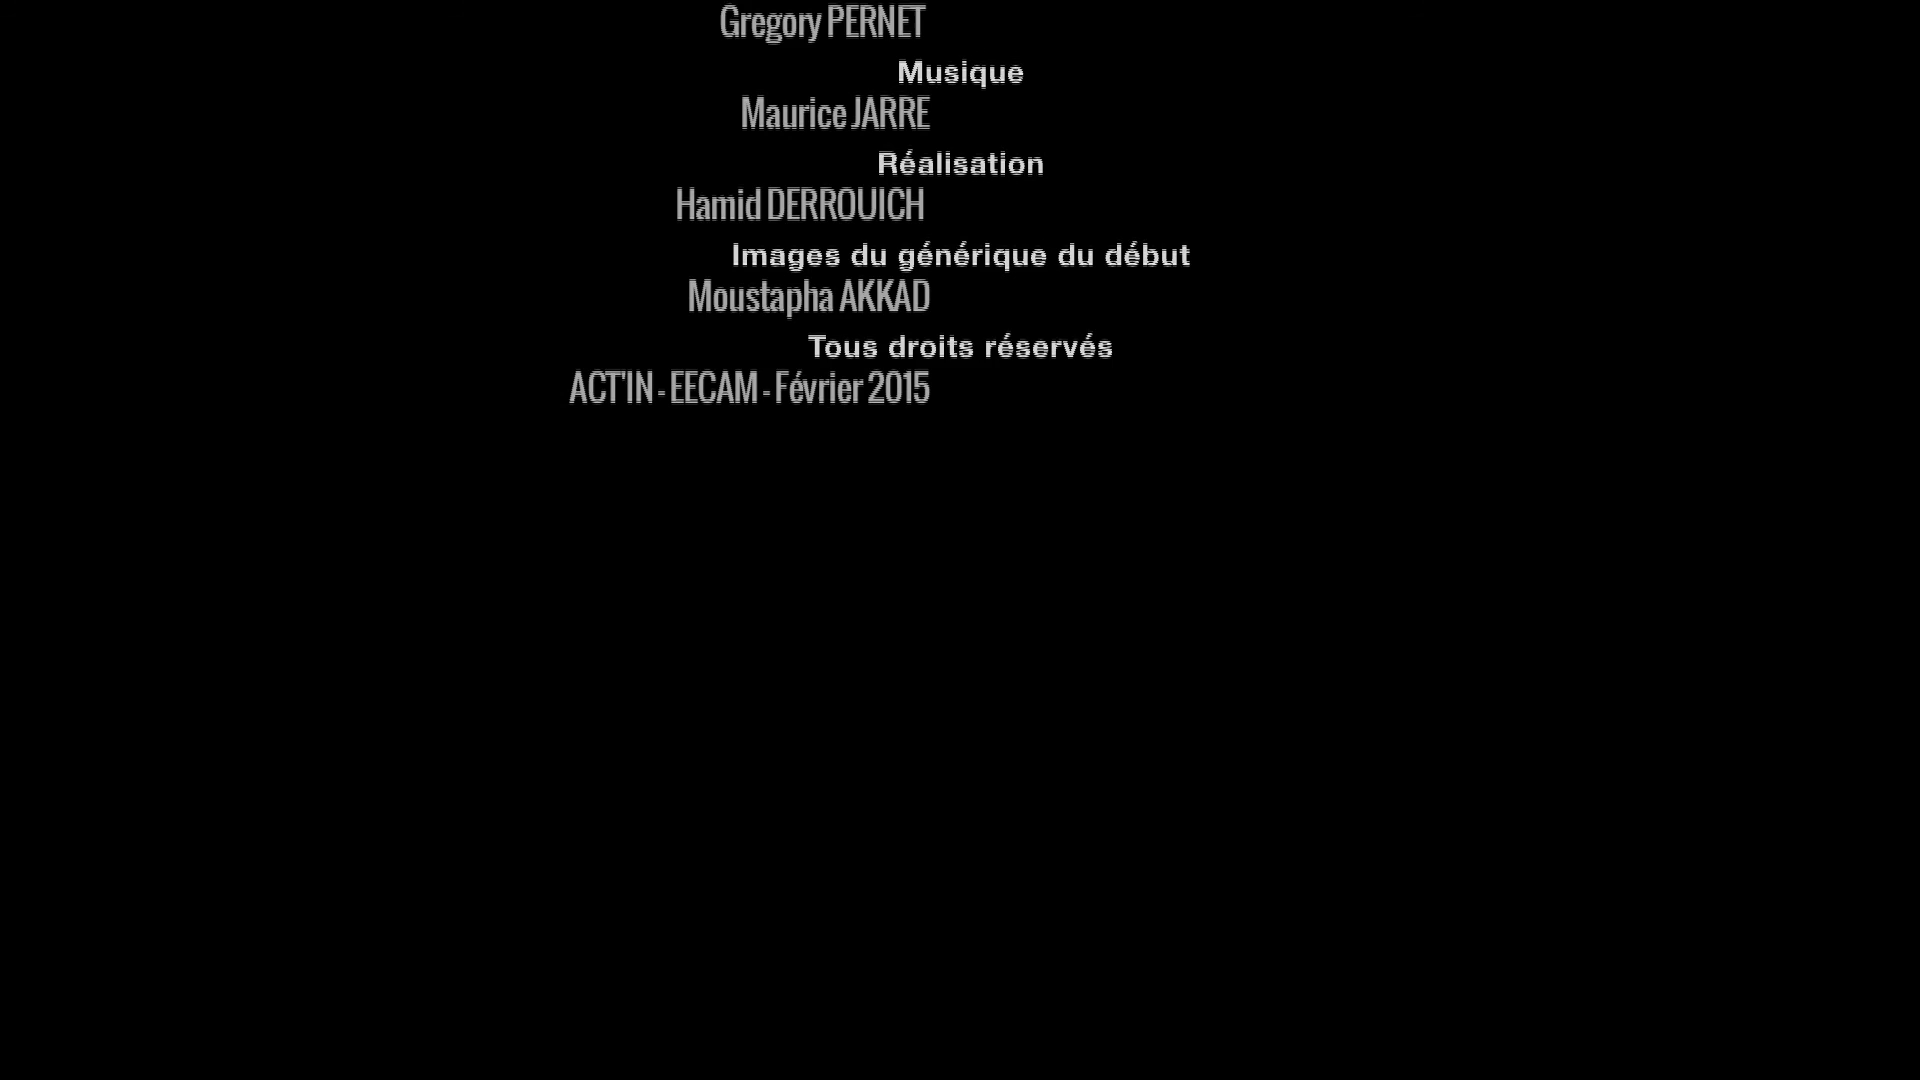 Gregory PERNET
Musique
Maurice JARRE
Réalisation
Hamid DERROUICH
Images du générique du début
Moustapha AKKAD
Tous droits réservés
ACT'IN - EECAM - Février 2015